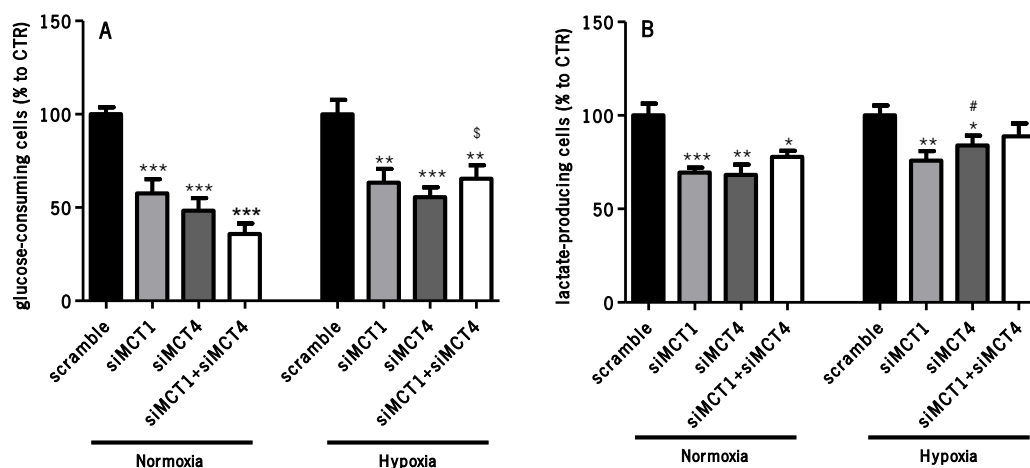 A
glucose-consuming cells (% to CTR)
150
100
50
0
***
***
***
**
***
$
**
scramble
siMCT1
siMCT4
siMCT1+siMCT4
scramble
siMCT1
siMCT4
siMCT1+siMCT4
Normoxia
Hypoxia
B
lactate-producing cells (% to CTR)
150
100
50
0
***
**
*
**
#
*
scramble
siMCT1
siMCT4
siMCT1+siMCT4
scramble
siMCT1
siMCT4
siMCT1+siMCT4
Normoxia
Hypoxia